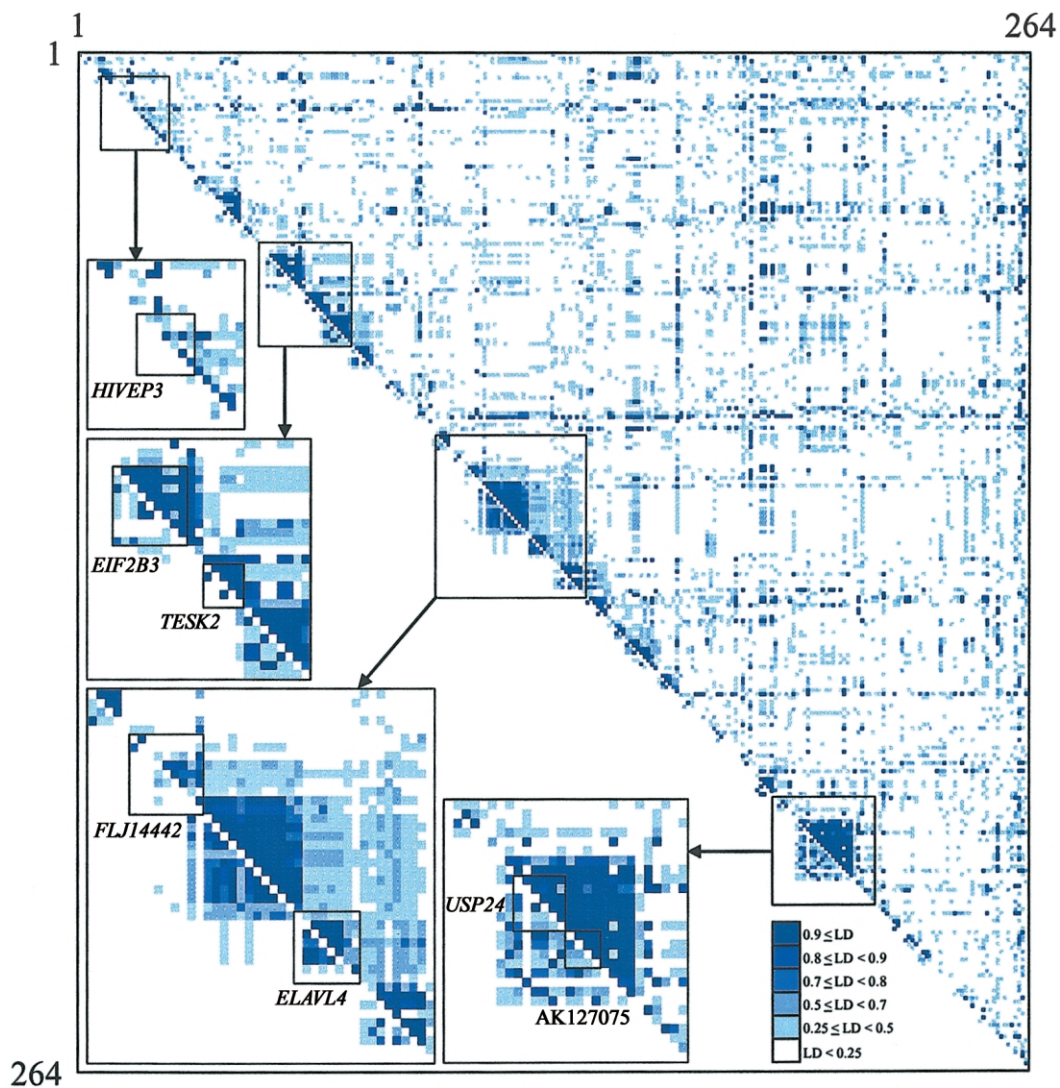 1
264
1
HIVEP3
EIF2B3
TESK2
FLJ14442
ELAVL4
USP24
AK127075
0.9 ≤ LD
0.8 ≤ LD < 0.9
0.7 ≤ LD < 0.8
0.5 ≤ LD < 0.7
0.25 ≤ LD < 0.5
LD < 0.25
264